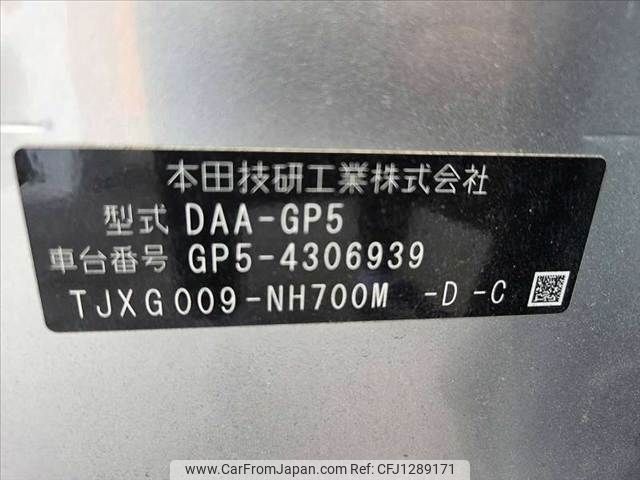 本田技研工業株式会社
型式 DAA-GP5
車台番号 GP5-4306939
TJXG009-NH700M -D -C
www.CarFromJapan.com - CFJ1289171